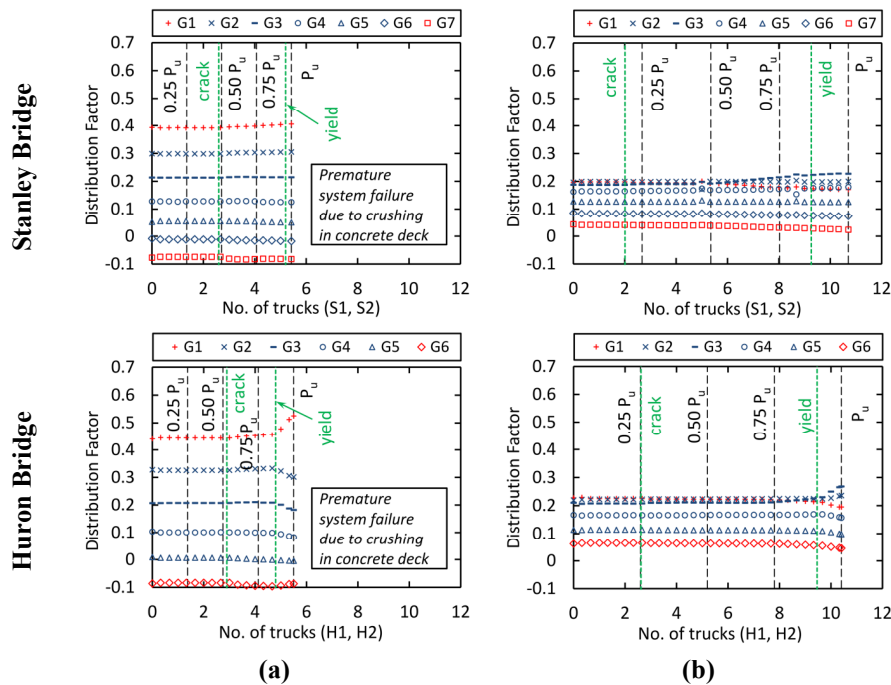 Stanley Bridge
G1 G2 G3 G4 G5 G6 G7
0.7
0.6
0.5
0.4
0.3
0.2
0.1
0
-0.1
Distribution Factor
0.25 Pu
crack
0.50 Pu
0.75 Pu
Pu
yield
Premature
system failure
due to crushing
in concrete deck
0 2 4 6 8 10 12
No. of trucks (S1, S2)
G1 G2 G3 G4 G5 G6 G7
0.7
0.6
0.5
0.4
0.3
0.2
0.1
0
-0.1
Distribution Factor
crack
0.25 Pu
0.50 Pu
0.75 Pu
yield
Pu
0 2 4 6 8 10 12
No. of trucks (S1, S2)
Huron Bridge
G1 G2 G3 G4 G5 G6
0.7
0.6
0.5
0.4
0.3
0.2
0.1
0
-0.1
Distribution Factor
0.25 Pu
0.50 Pu
crack
0.75 Pu
yield
Pu
Premature
system failure
due to crushing
in concrete deck
0 2 4 6 8 10 12
No. of trucks (H1, H2)
G1 G2 G3 G4 G5 G6
0.7
0.6
0.5
0.4
0.3
0.2
0.1
0
-0.1
Distribution Factor
0.25 Pu
crack
0.50 Pu
0.75 Pu
yield
Pu
0 2 4 6 8 10 12
No. of trucks (H1, H2)
(a)
(b)